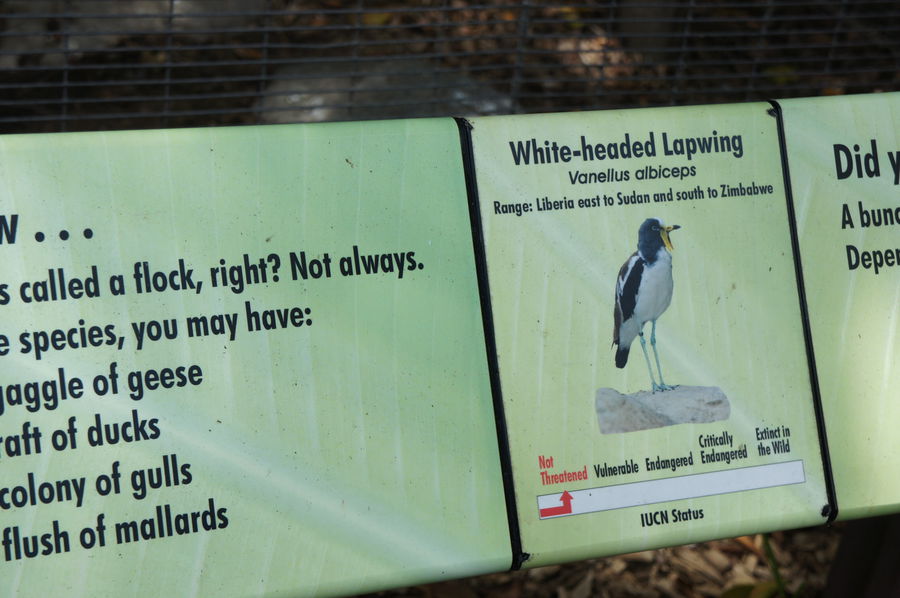 w . . .
s called a flock, right? Not always.
e species, you may have:
gaggle of geese
raft of ducks
colony of gulls
flush of mallards
White-headed Lapwing
Vanellus albiceps
Range: Liberia east to Sudan and south to Zimbabwe
Not Threatened Vulnerable Endangered Critically Endangered Extinct in the Wild
IUCN Status
Did y
A bunc
Depen